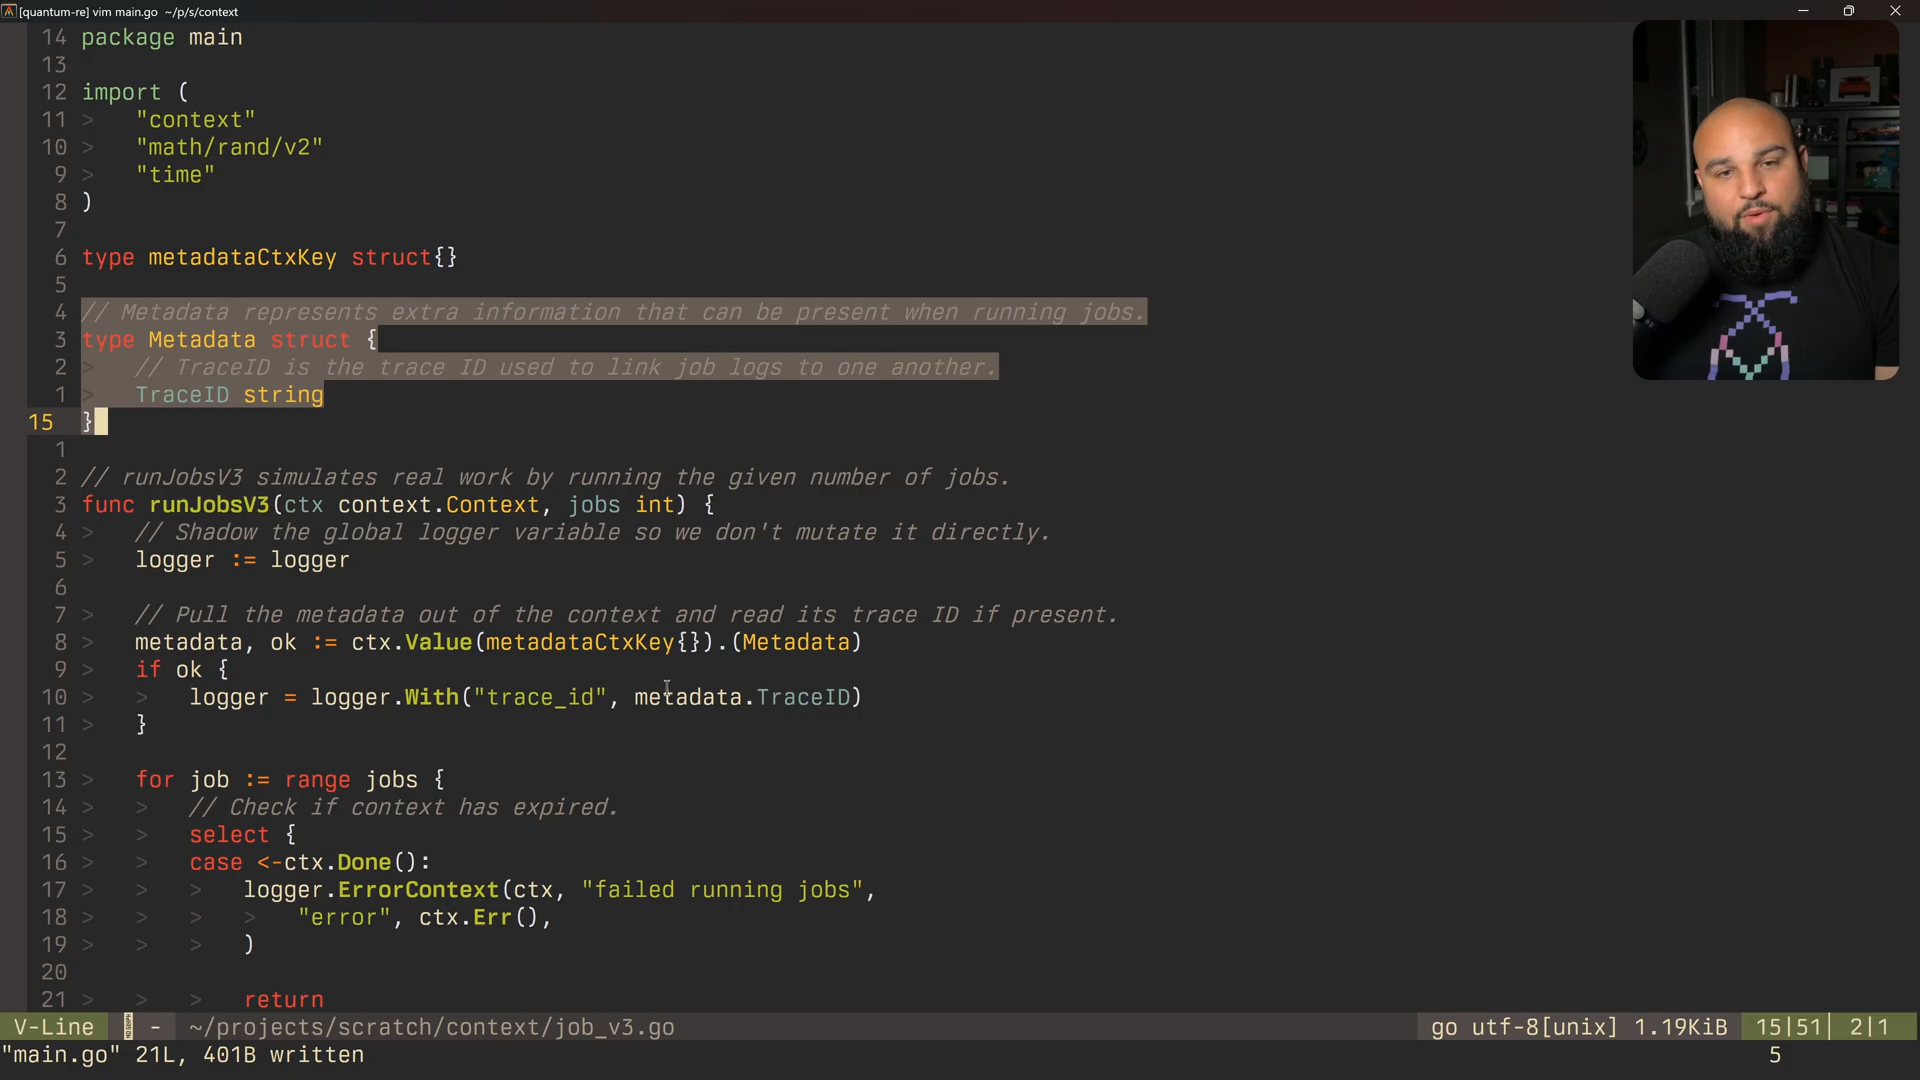 [quantum-re] vim main.go ~/p/s/context
14 package main
13
12 import (
11 > "context"
10 > "math/rand/v2"
9 > "time"
8 )
7
6 type metadataCtxKey struct{}
5
4 // Metadata represents extra information that can be present when running jobs.
3 type Metadata struct {
2 > // TraceID is the trace ID used to link job logs to one another.
1 > TraceID string
15 }
1
2 // runJobsV3 simulates real work by running the given number of jobs.
3 func runJobsV3(ctx context.Context, jobs int) {
4 > // Shadow the global logger variable so we don't mutate it directly.
5 > logger := logger
6
7 > // Pull the metadata out of the context and read its trace ID if present.
8 > metadata, ok := ctx.Value(metadataCtxKey{}).(Metadata)
9 > if ok {
10 > > logger = logger.With("trace_id", metadata.TraceID)
11 > }
12
13 > for job := range jobs {
14 > > // Check if context has expired.
15 > > select {
16 > > case <-ctx.Done():
17 > > > logger.ErrorContext(ctx, "failed running jobs",
18 > > > > "error", ctx.Err(),
19 > > > )
20
21 > > > return
V-Line - ~/projects/scratch/context/job_v3.go go utf-8[unix] 1.19KiB 15|51 2|1
"main.go" 21L, 401B written 5